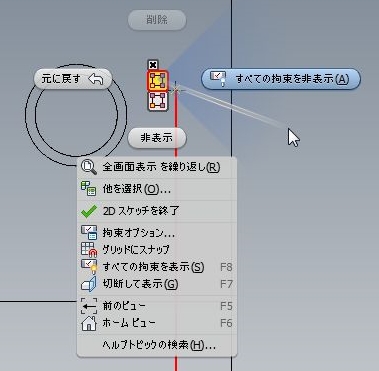 削除
元に戻す
すべての拘束を非表示(A)
非表示
全画面表示 を繰り返し(R)
他を選択(O)...
2D スケッチを終了
拘束オプション...
グリッドにスナップ
すべての拘束を表示(S) F8
切断して表示(G) F7
前のビュー F5
ホーム ビュー F6
ヘルプトピックの検索(H)...